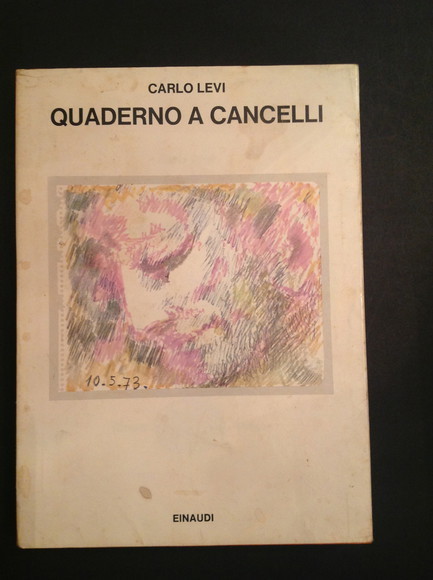 CARLO LEVI
QUADERNO A CANCELLI
10.5.73.
EINAUDI